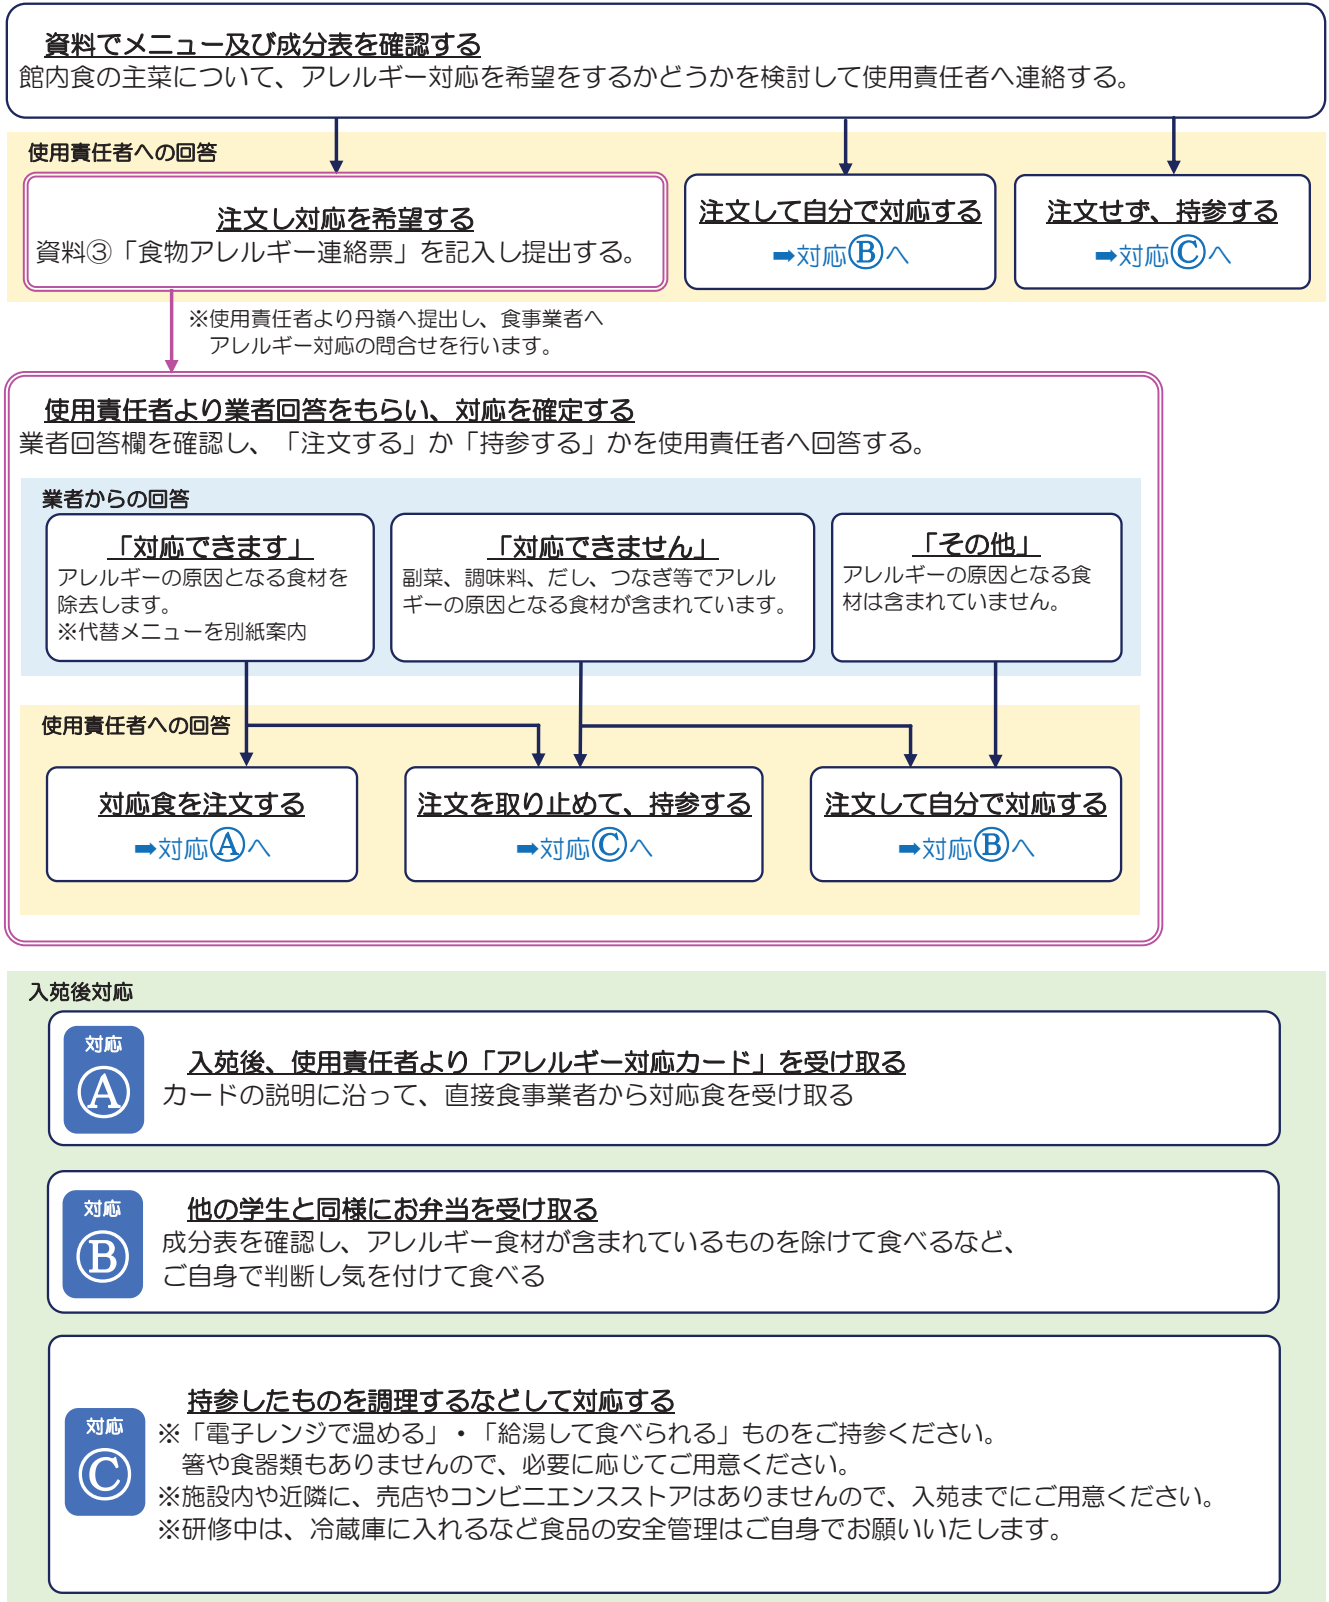 資料でメニュー及び成分表を確認する
館内食の主菜について、アレルギー対応を希望をするかどうかを検討して使用責任者へ連絡する。
使用責任者への回答
注文し対応を希望する
資料③「食物アレルギー連絡票」を記入し提出する。
注文して自分で対応する
➡対応Ⓑへ
注文せず、持参する
➡対応Ⓒへ
※使用責任者より丹嶺へ提出し、食事業者へ
アレルギー対応の問合せを行います。
使用責任者より業者回答をもらい、対応を確定する
業者回答欄を確認し、「注文する」か「持参する」かを使用責任者へ回答する。
業者からの回答
「対応できます」
アレルギーの原因となる食材を
除去します。
※代替メニューを別紙案内
「対応できません」
副菜、調味料、だし、つなぎ等でアレル
ギーの原因となる食材が含まれています。
「その他」
アレルギーの原因となる食
材は含まれていません。
使用責任者への回答
対応食を注文する
➡対応Ⓐへ
注文を取り止めて、持参する
➡対応Ⓒへ
注文して自分で対応する
➡対応Ⓑへ
入苑後対応
対応
Ⓐ
入苑後、使用責任者より「アレルギー対応カード」を受け取る
カードの説明に沿って、直接食事業者から対応食を受け取る
対応
Ⓑ
他の学生と同様にお弁当を受け取る
成分表を確認し、アレルギー食材が含まれているものを除けて食べるなど、
ご自身で判断し気を付けて食べる
対応
Ⓒ
持参したものを調理するなどして対応する
※「電子レンジで温める」・「給湯して食べられる」ものをご持参ください。
箸や食器類もありませんので、必要に応じてご用意ください。
※施設内や近隣に、売店やコンビニエンスストアはありませんので、入苑までにご用意ください。
※研修中は、冷蔵庫に入れるなど食品の安全管理はご自身でお願いいたします。